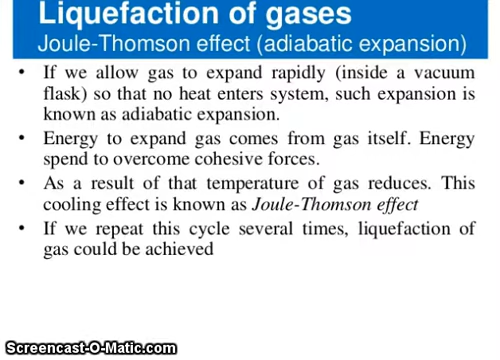 Liquefaction of gases
Joule-Thomson effect (adiabatic expansion)
• If we allow gas to expand rapidly (inside a vacuum
flask) so that no heat enters system, such expansion is
known as adiabatic expansion.
• Energy to expand gas comes from gas itself. Energy
spend to overcome cohesive forces.
• As a result of that temperature of gas reduces. This
cooling effect is known as Joule-Thomson effect
• If we repeat this cycle several times, liquefaction of
gas could be achieved
Screencast-O-Matic.com